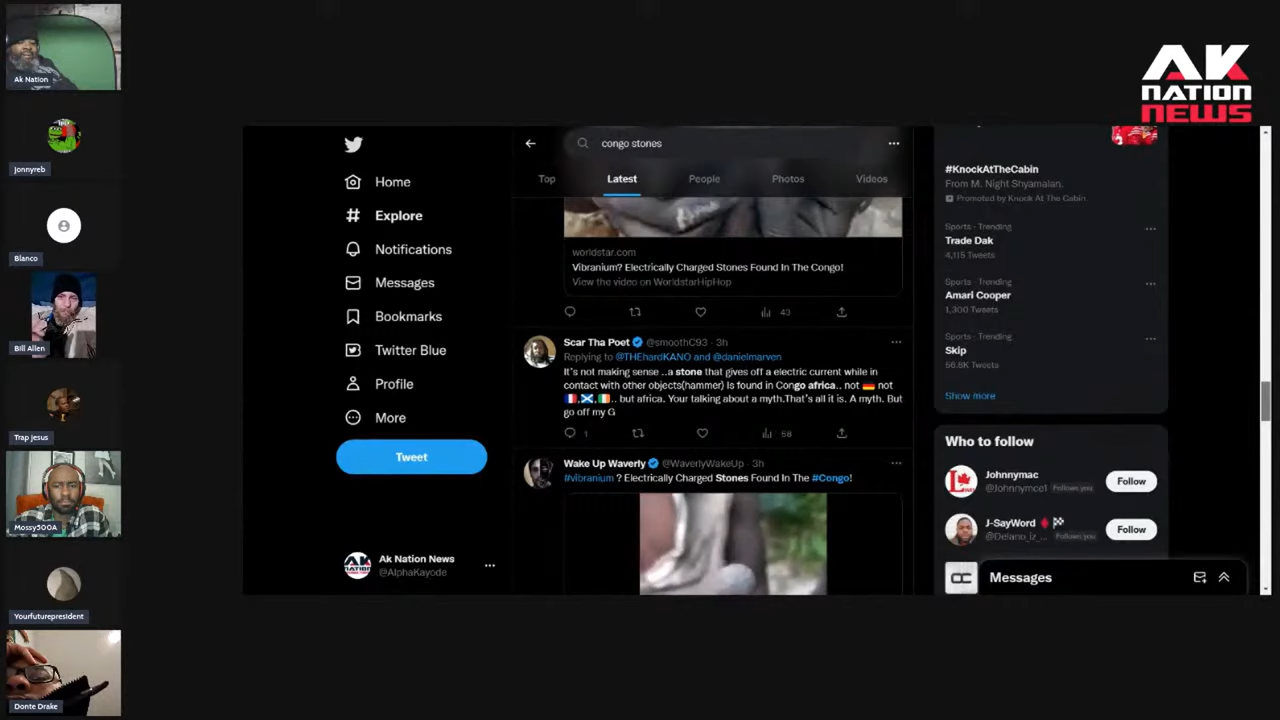 Ak Nation
Jonnyreb
Blanco
Bill Allen
Trap jesus
Mossy500A
Yourfuturepresident
Donte Drake
AK
NATION
NEWS
Home
Explore
Notifications
Messages
Bookmarks
Twitter Blue
Profile
More
Tweet
Ak Nation News
@AlphaKayode
congo stones
Top
Latest
People
Photos
Videos
worldstar.com
Vibranium? Electrically Charged Stones Found In The Congo!
View the video on WorldstarHipHop
43
Scar Tha Poet @smoothC93 · 3h
Replying to @THEhardKANO and @danielmarven
It's not making sense ..a stone that gives off a electric current while in
contact with other objects(hammer) Is found in Congo africa.. not 🇩🇪 not
🇫🇷,🏴󠁧󠁢󠁳󠁣󠁴󠁿,🇮🇪.. but africa. Your talking about a myth.That's all it is. A myth. But
go off my G
1
58
Wake Up Waverly @WaverlyWakeUp · 3h
#vibranium ? Electrically Charged Stones Found In The #Congo!
#KnockAtTheCabin
From M. Night Shyamalan.
Promoted by Knock At The Cabin
Sports · Trending
Trade Dak
4,115 Tweets
Sports · Trending
Amari Cooper
1,300 Tweets
Sports · Trending
Skip
56.8K Tweets
Show more
Who to follow
Johnnymac
@Johnnymce1 Follows you
Follow
J-SayWord
@Delano_iz_... Follows you
Follow
Messages